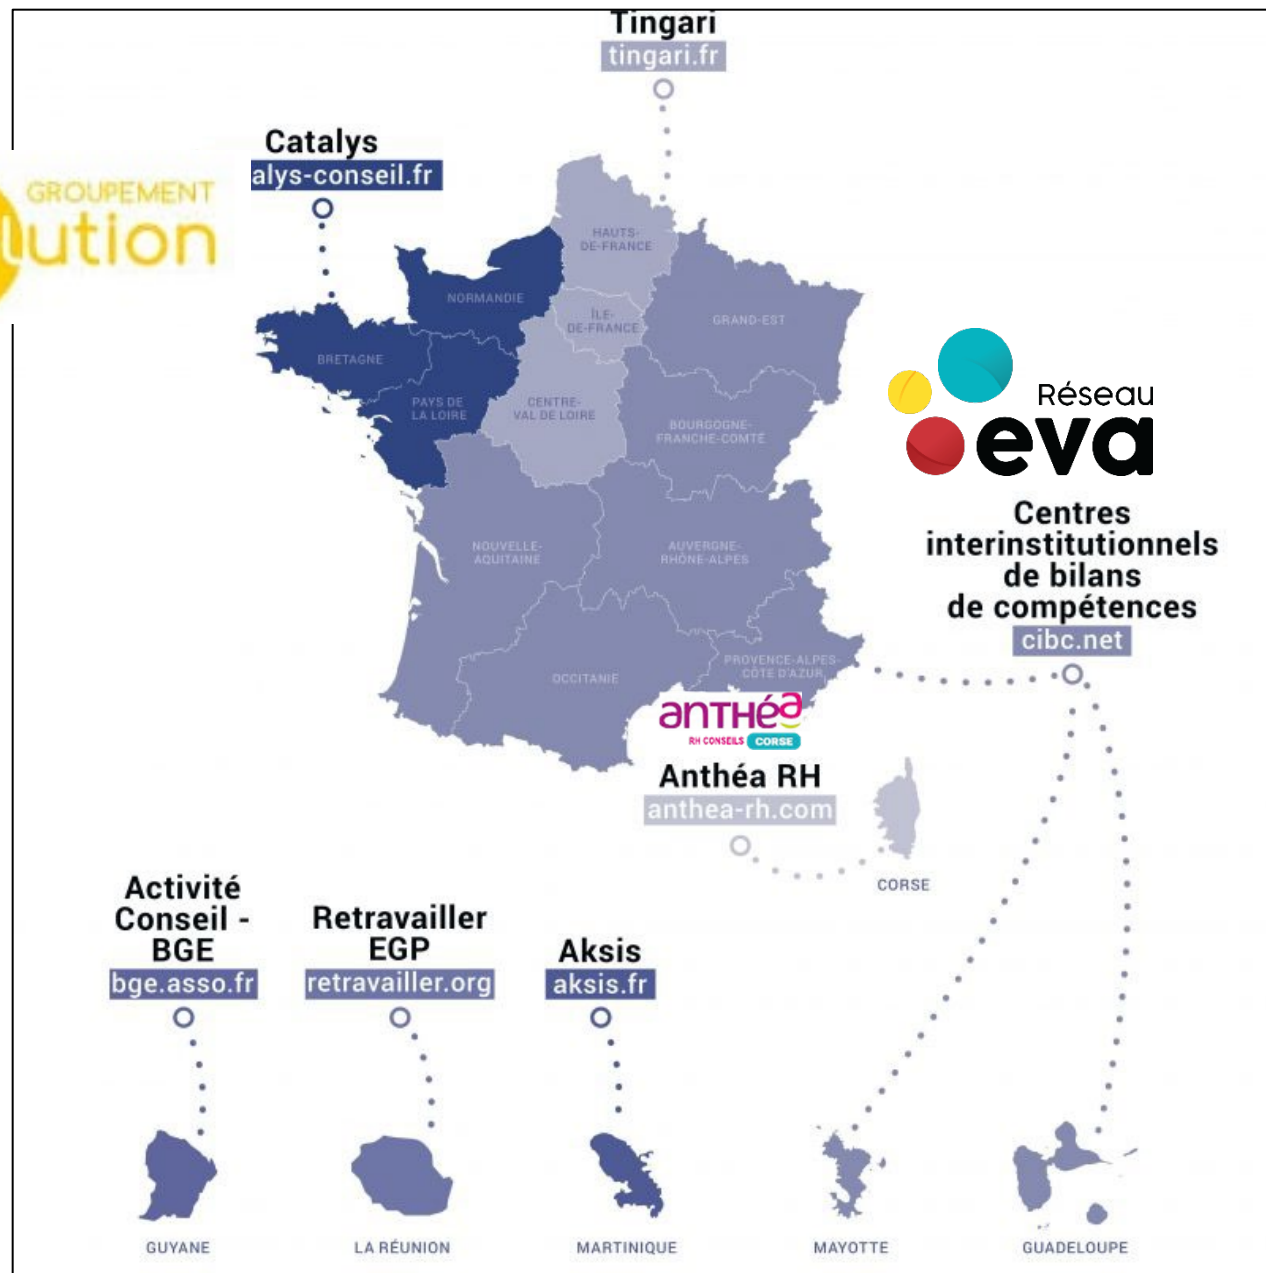 Tingari
tingari.fr
Catalys
alys-conseil.fr
GROUPEMENT
lution
HAUTS-
DE-FRANCE
NORMANDIE
ÎLE-
DE-FRANCE
GRAND-EST
BRETAGNE
PAYS DE
LA LOIRE
CENTRE-
VAL DE LOIRE
BOURGOGNE-
FRANCHE-COMTÉ
Réseau
eva
Centres
interinstitutionnels
de bilans
de compétences
cibc.net
NOUVELLE-
AQUITAINE
AUVERGNE-
RHÔNE-ALPES
OCCITANIE
PROVENCE-ALPES-
CÔTE D'AZUR
anthéa
RH CONSEILS CORSE
Anthéa RH
anthea-rh.com
CORSE
Activité
Conseil -
BGE
bge.asso.fr
Retravailler
EGP
retravailler.org
Aksis
aksis.fr
GUYANE
LA RÉUNION
MARTINIQUE
MAYOTTE
GUADELOUPE